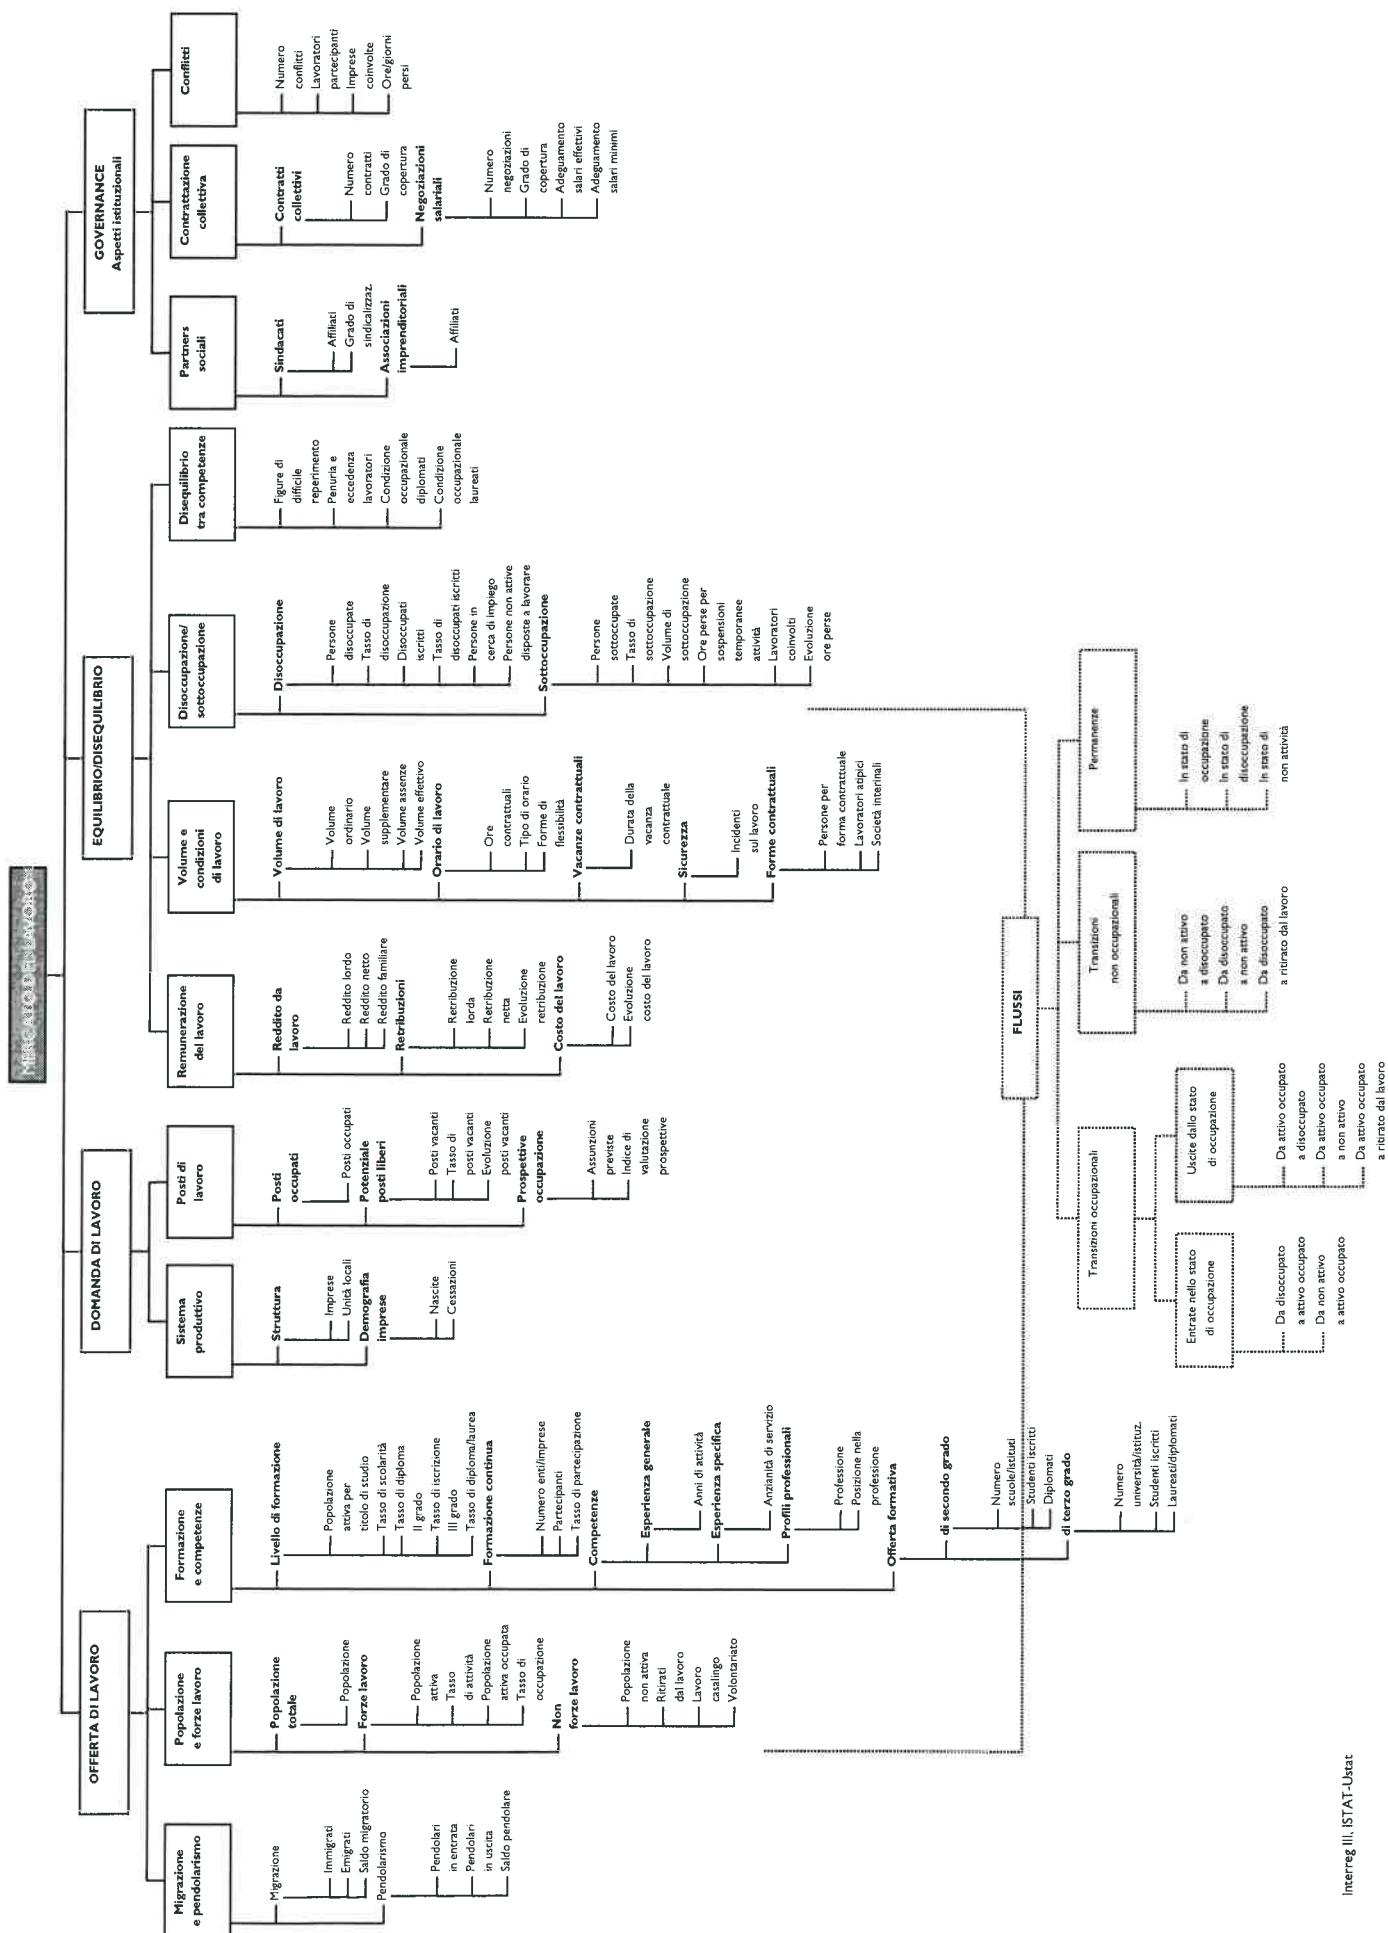 MERCATO DEL LAVORO
OFFERTA DI LAVORO
Migrazione
e pendolarismo
Migrazione
Immigrati
Emigrati
Saldo migratorio
Pendolarismo
Pendolari
in entrata
Pendolari
in uscita
Saldo pendolare
Popolazione
e forze lavoro
Popolazione
totale
Popolazione
Forze lavoro
Popolazione
attiva
Tasso
di attività
Popolazione
attiva occupata
Tasso di
occupazione
Non
forze lavoro
Popolazione
non attiva
Ritirati
dal lavoro
Lavoro
casalingo
Volontariato
Formazione
e competenze
Livello di formazione
Popolazione
attiva per
titolo di studio
Tasso di scolarità
Tasso di diploma
II grado
Tasso di iscrizione
III grado
Tasso di diploma/laurea
Formazione continua
Numero enti/imprese
Partecipanti
Tasso di partecipazione
Competenze
Esperienza generale
Anni di attività
Esperienza specifica
Anzianità di servizio
Profili professionali
Professione
Posizione nella
professione
Offerta formativa
di secondo grado
Numero
scuole/istituti
Studenti iscritti
Diplomati
di terzo grado
Numero
università/istituz.
Studenti iscritti
Laureati/diplomati
DOMANDA DI LAVORO
Sistema
produttivo
Struttura
Imprese
Unità locali
Demografia
imprese
Nascite
Cessazioni
Posti di
lavoro
Posti
occupati
Posti occupati
Potenziale
posti liberi
Posti vacanti
Tasso di
posti vacanti
Evoluzione
posti vacanti
Prospettive
occupazione
Assunzioni
previste
Indice di
valutazione
prospettive
EQUILIBRIO/DISEQUILIBRIO
Remunerazione
del lavoro
Reddito da
lavoro
Reddito lordo
Reddito netto
Reddito familiare
Retribuzioni
Retribuzione
lorda
Retribuzione
netta
Evoluzione
retribuzione
Costo del lavoro
Costo del lavoro
Evoluzione
costo del lavoro
Volume e
condizioni
di lavoro
Volume di lavoro
Volume
ordinario
Volume
supplementare
Volume assenze
Volume effettivo
Orario di lavoro
Ore
contrattuali
Tipo di orario
Forme di
flessibilità
Vacanze contrattuali
Durata della
vacanza
contrattuale
Sicurezza
Incidenti
sul lavoro
Forme contrattuali
Persone per
forma contrattuale
Lavoratori atipici
Società interinali
Disoccupazione/
sottoccupazione
Disoccupazione
Persone
disoccupate
Tasso di
disoccupazione
Disoccupati
iscritti
Tasso di
disoccupati iscritti
Persone in
cerca di impiego
Persone non attive
disposte a lavorare
Sottoccupazione
Persone
sottoccupate
Tasso di
sottoccupazione
Volume di
sottoccupazione
Ore perse per
sospensioni
temporanee
attività
Lavoratori
coinvolti
Evoluzione
ore perse
Disequilibrio
tra competenze
Figure di
difficile
reperimento
Penuria e
eccedenza
lavoratori
Condizione
occupazionale
diplomati
Condizione
occupazionale
laureati
GOVERNANCE
Aspetti istituzionali
Partners
sociali
Sindacati
Affiliati
Grado di
sindicalizzaz.
Associazioni
imprenditoriali
Affiliati
Contrattazione
collettiva
Contratti
collettivi
Numero
contratti
Grado di
copertura
Negoziazioni
salariali
Numero
negoziazioni
Grado di
copertura
Adeguamento
salari effettivi
Adeguamento
salari minimi
Conflitti
Numero
conflitti
Lavoratori
partecipanti
Imprese
coinvolte
Ore/giorni
persi
FLUSSI
Transizioni occupazionali
Entrate nello stato
di occupazione
Da disoccupato
a attivo occupato
Da non attivo
a attivo occupato
Uscite dallo stato
di occupazione
Da attivo occupato
a disoccupato
Da attivo occupato
a non attivo
Da attivo occupato
a ritirato dal lavoro
Transizioni
non occupazionali
Da non attivo
a disoccupato
Da disoccupato
a non attivo
Da disoccupato
a ritirato dal lavoro
Permanenze
In stato di
occupazione
In stato di
disoccupazione
In stato di
non attività
Interreg III, ISTAT-Ustat